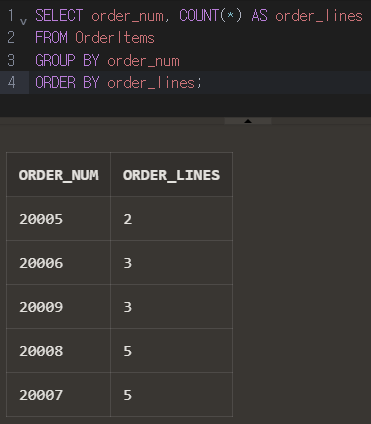 1 SELECT order_num, COUNT(*) AS order_lines
2 FROM OrderItems
3 GROUP BY order_num
4 ORDER BY order_lines;
ORDER_NUM ORDER_LINES
20005 2
20006 3
20009 3
20008 5
20007 5